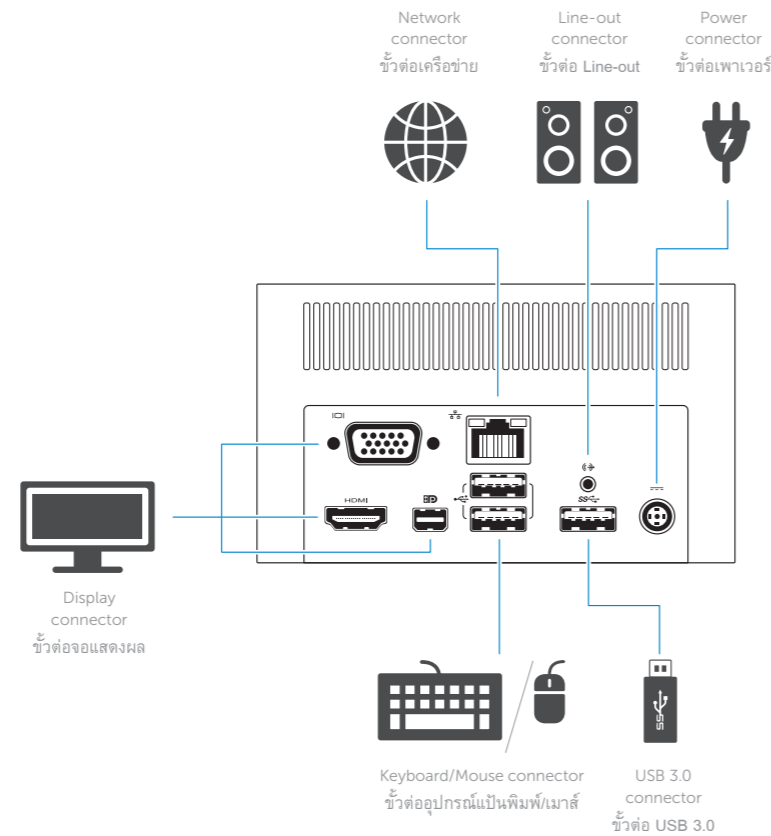 Network
connector
ขั้วต่อเครือข่าย
Line-out
connector
ขั้วต่อ Line-out
Power
connector
ขั้วต่อเพาเวอร์
HDMI
SS
Display
connector
ขั้วต่อจอแสดงผล
SS
Keyboard/Mouse connector
ขั้วต่ออุปกรณ์แป้นพิมพ์/เมาส์
USB 3.0
connector
ขั้วต่อ USB 3.0